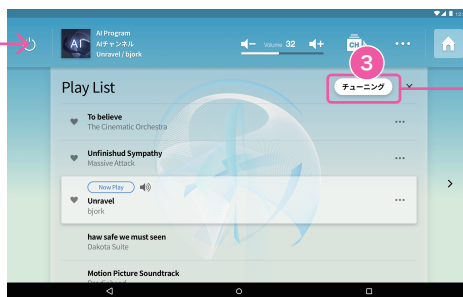 AI Program
AIチャンネル
Unravel / bjork
Volume 32
CH
3
Play List
チューニング
To believe
The Cinematic Orchestra
Unfinishud Sympathy
Massive Attack
Now Play
Unravel
bjork
haw safe we must seen
Dakota Suite
Motion Picture Soundtrack